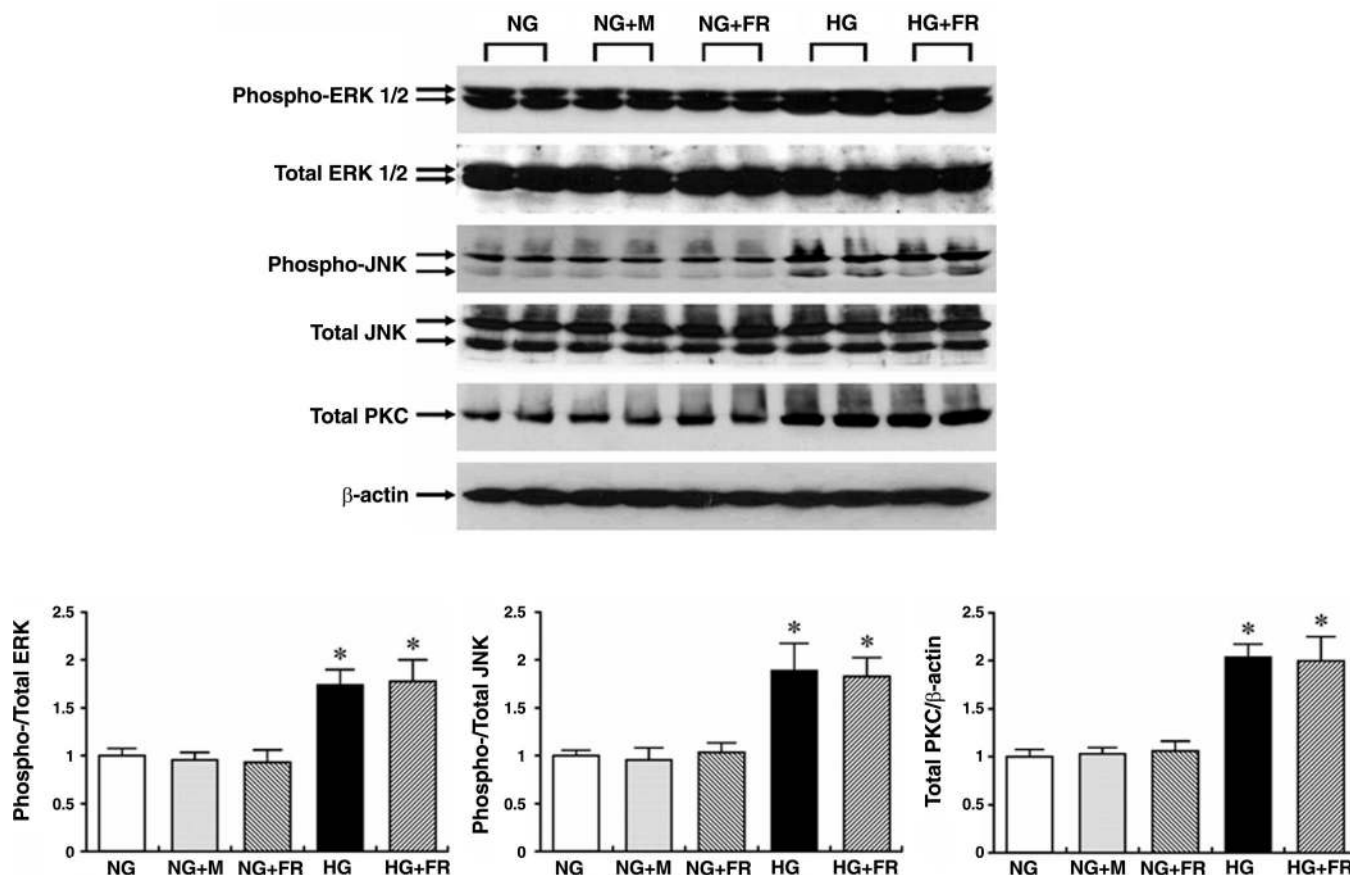 NG NG+M NG+FR HG HG+FR
Phospho-ERK 1/2
Total ERK 1/2
Phospho-JNK
Total JNK
Total PKC
β-actin
Phospho-/Total ERK
2.5
2
1.5
1
0.5
0
* *
NG NG+M NG+FR HG HG+FR
Phospho-/Total JNK
2.5
2
1.5
1
0.5
0
* *
NG NG+M NG+FR HG HG+FR
Total PKC/β-actin
2.5
2
1.5
1
0.5
0
* *
NG NG+M NG+FR HG HG+FR